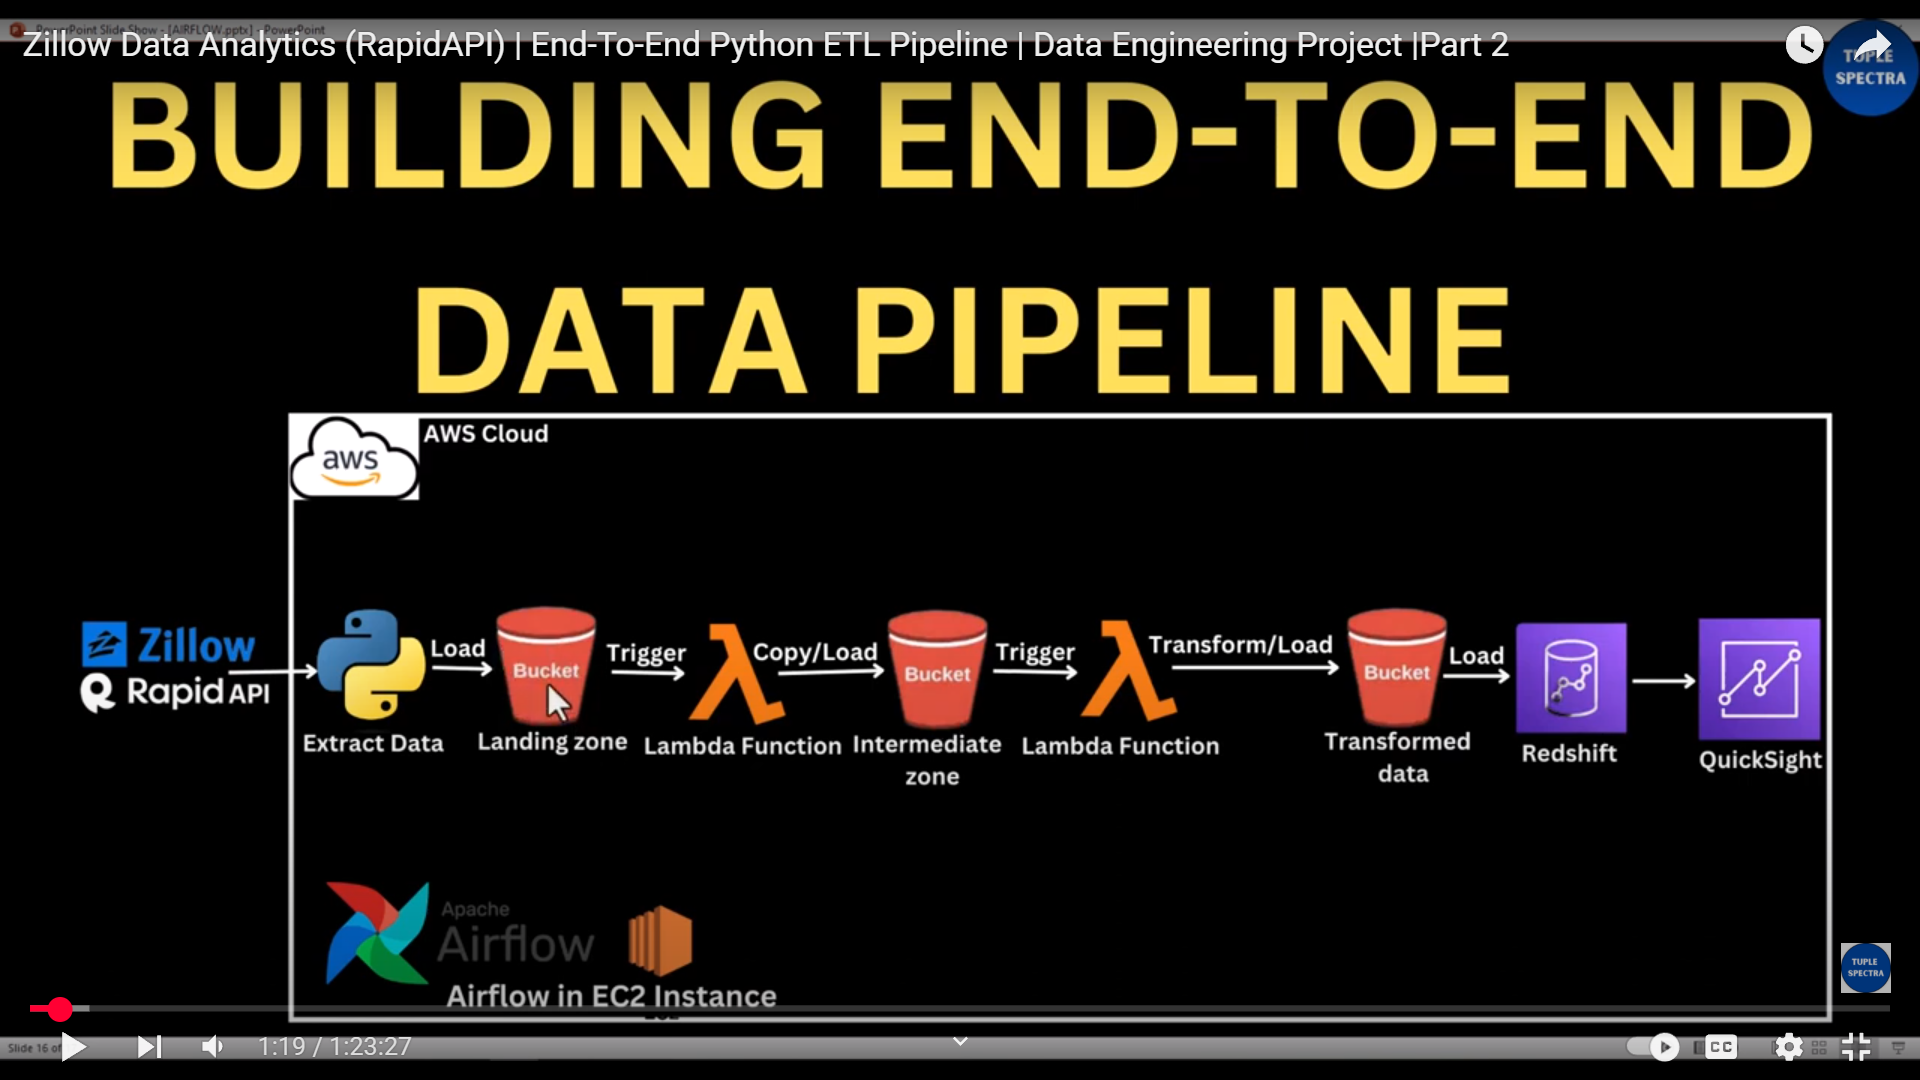 PowerPoint Slide Show - [AIRFLOW.pptx] - PowerPoint
Zillow Data Analytics (RapidAPI) | End-To-End Python ETL Pipeline | Data Engineering Project |Part 2
TUPLE
SPECTRA
BUILDING END-TO-END
DATA PIPELINE
aws
AWS Cloud
Zillow
Rapid API
Extract Data
Load
Bucket
Landing zone
Trigger
Lambda Function
Copy/Load
Bucket
Intermediate
zone
Trigger
Lambda Function
Transform/Load
Bucket
Transformed
data
Load
Redshift
QuickSight
Apache
Airflow
Airflow in EC2 Instance
TUPLE
SPECTRA
Slide 16 of
1:19 / 1:23:27
CC